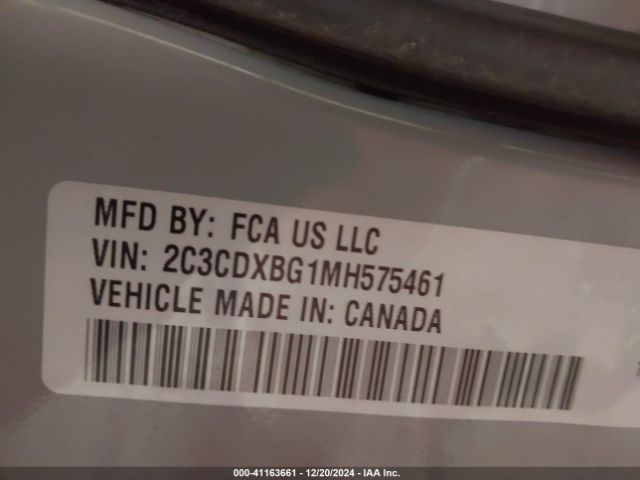 MFD BY: FCA US LLC
VIN: 2C3CDXBG1MH575461
VEHICLE MADE IN: CANADA
000-41163661 - 12/20/2024 - IAA Inc.